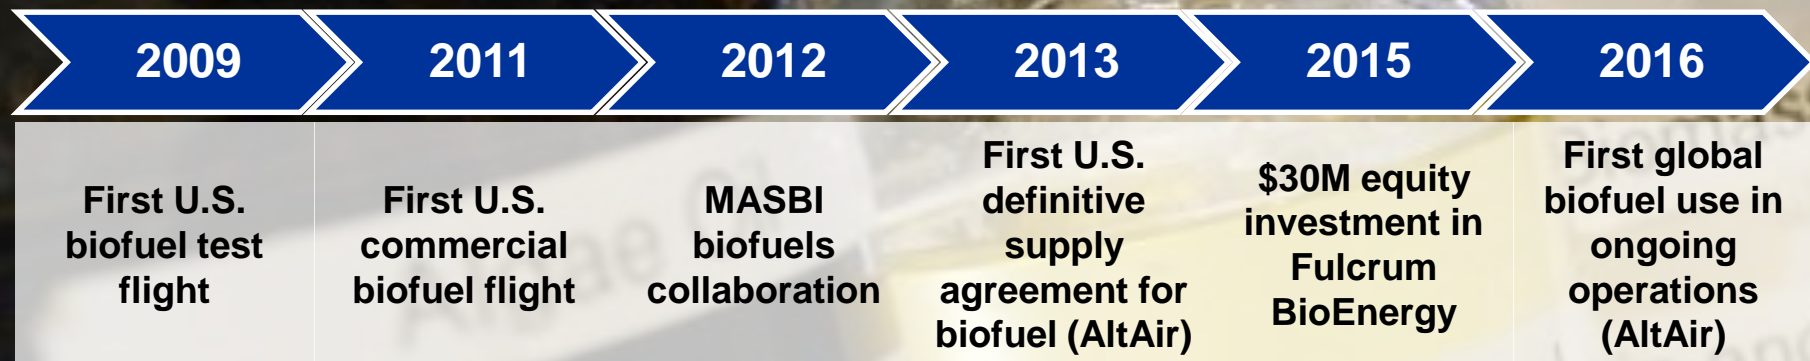 2009
2011
2012
2013
2015
2016
First U.S.
biofuel test
flight
First U.S.
commercial
biofuel flight
MASBI
biofuels
collaboration
First U.S.
definitive
supply
agreement for
biofuel (AltAir)
$30M equity
investment in
Fulcrum
BioEnergy
First global
biofuel use in
ongoing
operations
(AltAir)
Algae